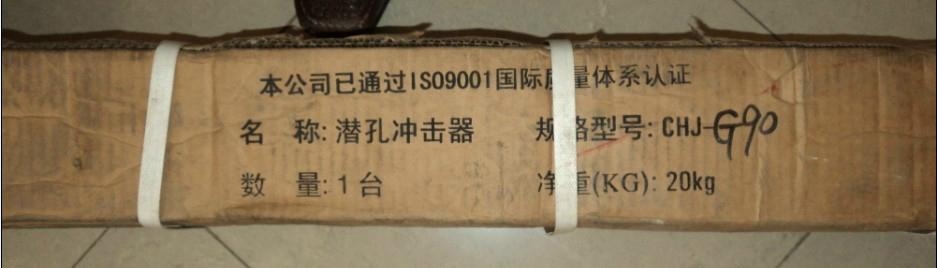 本公司已通过ISO9001国际质量体系认证
名 称: 潜孔冲击器 规格型号: CHJ-G90
数 量: 1 台 净重(KG): 20kg